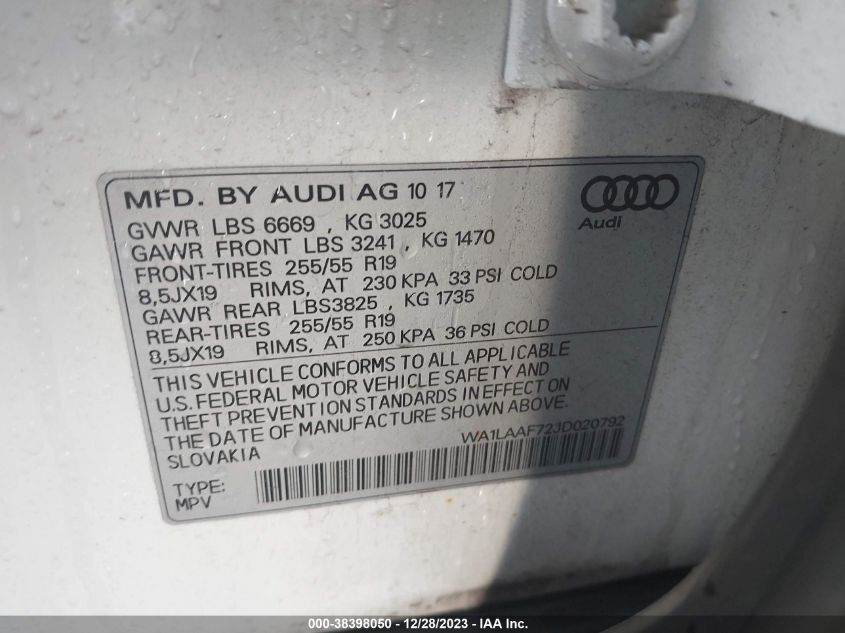 MFD. BY AUDI AG 10 17
Audi
GVWR LBS 6669 , KG 3025
GAWR FRONT LBS 3241 , KG 1470
FRONT-TIRES 255/55 R19
8,5JX19 RIMS, AT 230 KPA 33 PSI COLD
GAWR REAR LBS3825 , KG 1735
REAR-TIRES 255/55 R19
8,5JX19 RIMS, AT 250 KPA 36 PSI COLD
THIS VEHICLE CONFORMS TO ALL APPLICABLE
U.S. FEDERAL MOTOR VEHICLE SAFETY AND
THEFT PREVENTION STANDARDS IN EFFECT ON
THE DATE OF MANUFACTURE SHOWN ABOVE.
SLOVAKIA WA1LAAF72JD020792
TYPE:
MPV
000-38398050 - 12/28/2023 - IAA Inc.